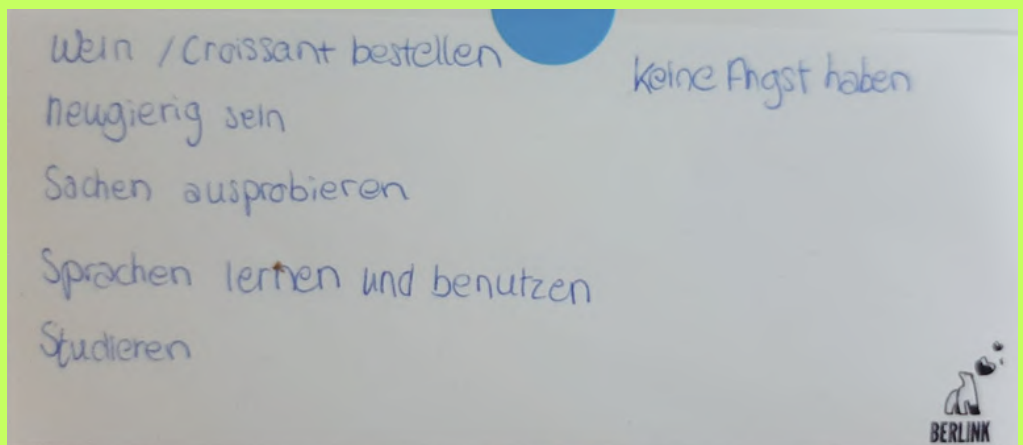 Wein / Croissant bestellen
neugierig sein
Sachen ausprobieren
Sprachen lernen und benutzen
Studieren
Keine Angst haben
BERLINK